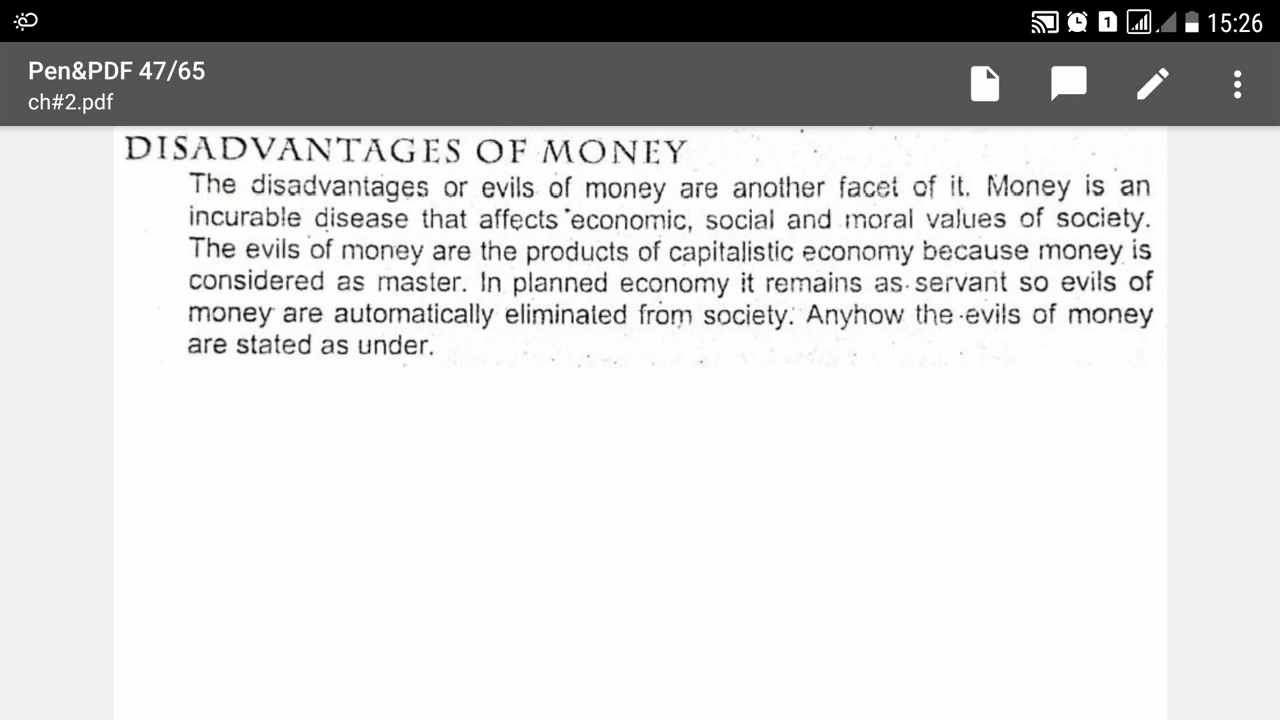 15:26
Pen&PDF 47/65
ch#2.pdf
DISADVANTAGES OF MONEY
The disadvantages or evils of money are another facet of it. Money is an
incurable disease that affects economic, social and moral values of society.
The evils of money are the products of capitalistic economy because money is
considered as master. In planned economy it remains as servant so evils of
money are automatically eliminated from society. Anyhow the evils of money
are stated as under.